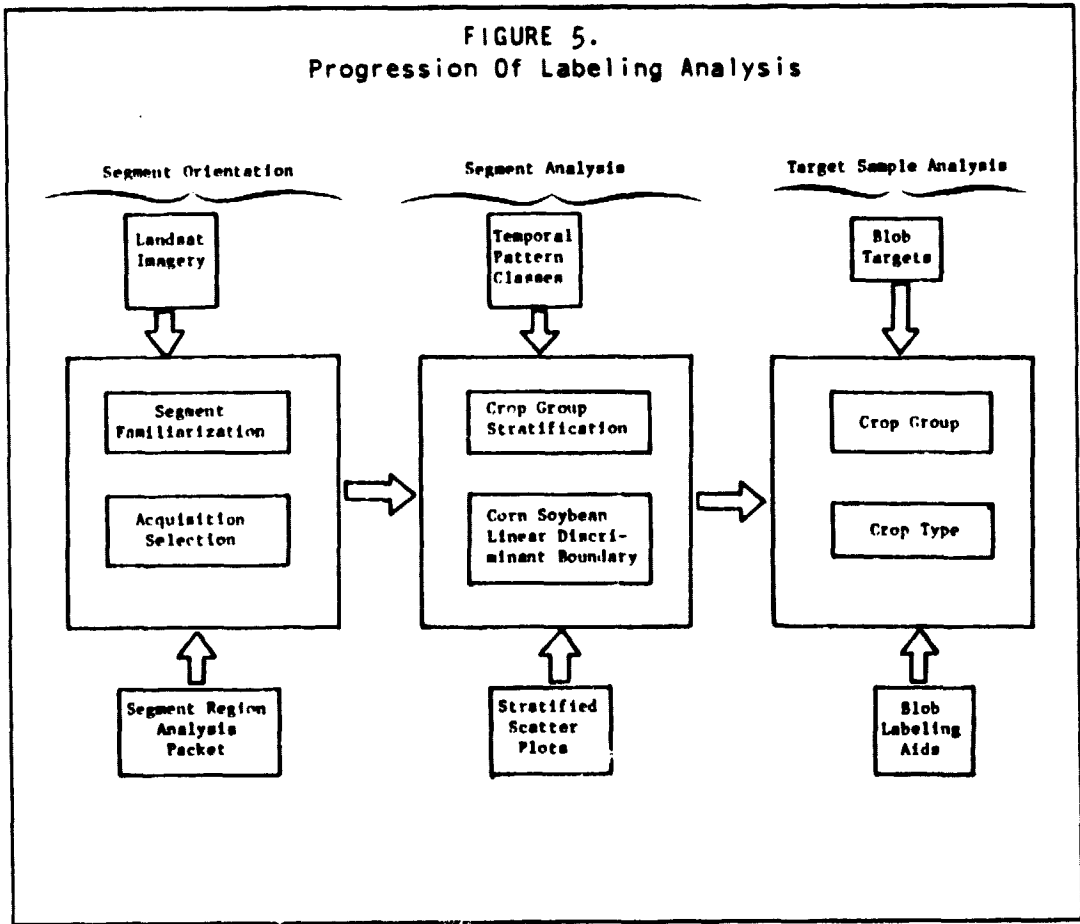 FIGURE 5.
Progression Of Labeling Analysis
Segment Orientation
Segment Analysis
Target Sample Analysis
Landsat
Imagery
Temporal
Pattern
Classes
Blob
Targets
Segment
Familiarization
Acquisition
Selection
Crop Group
Stratification
Corn Soybean
Linear Discri-
minant Boundary
Crop Group
Crop Type
Segment Region
Analysis
Packet
Stratified
Scatter
Plots
Blob
Labeling
Aids